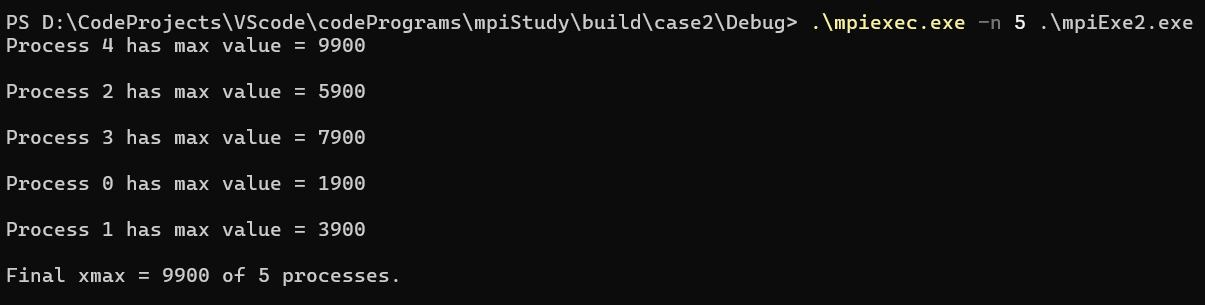 PS D:\CodeProjects\VScode\codePrograms\mpiStudy\build\case2\Debug> .\mpiexec.exe -n 5 .\mpiExe2.exe
Process 4 has max value = 9900
Process 2 has max value = 5900
Process 3 has max value = 7900
Process 0 has max value = 1900
Process 1 has max value = 3900
Final xmax = 9900 of 5 processes.